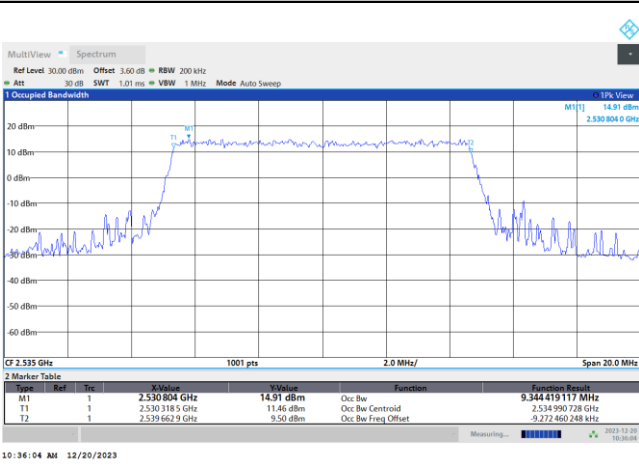 MultiView Spectrum
Ref Level 30.00 dBm Offset 3.60 dB RBW 200 kHz
Att 30 dB SWT 1.01 ms VBW 1 MHz Mode Auto Sweep
1 Occupied Bandwidth 1Pk View
M1[1] 14.91 dBm
2.530 804 0 GHz
20 dBm
M1
T1
T2
10 dBm
0 dBm
-10 dBm
-20 dBm
-30 dBm
-40 dBm
-50 dBm
-60 dBm
CF 2.535 GHz 1001 pts 2.0 MHz/ Span 20.0 MHz
2 Marker Table
Type Ref Trc X-Value Y-Value Function Function Result
M1 1 2.530 804 GHz 14.91 dBm Occ Bw 9.344 419 117 MHz
T1 1 2.530 318 5 GHz 11.46 dBm Occ Bw Centroid 2.534 990 728 GHz
T2 1 2.539 662 9 GHz 9.50 dBm Occ Bw Freq Offset -9.272 460 248 kHz
Measuring... 2023-12-20
10:36:04
10:36:04 AM 12/20/2023